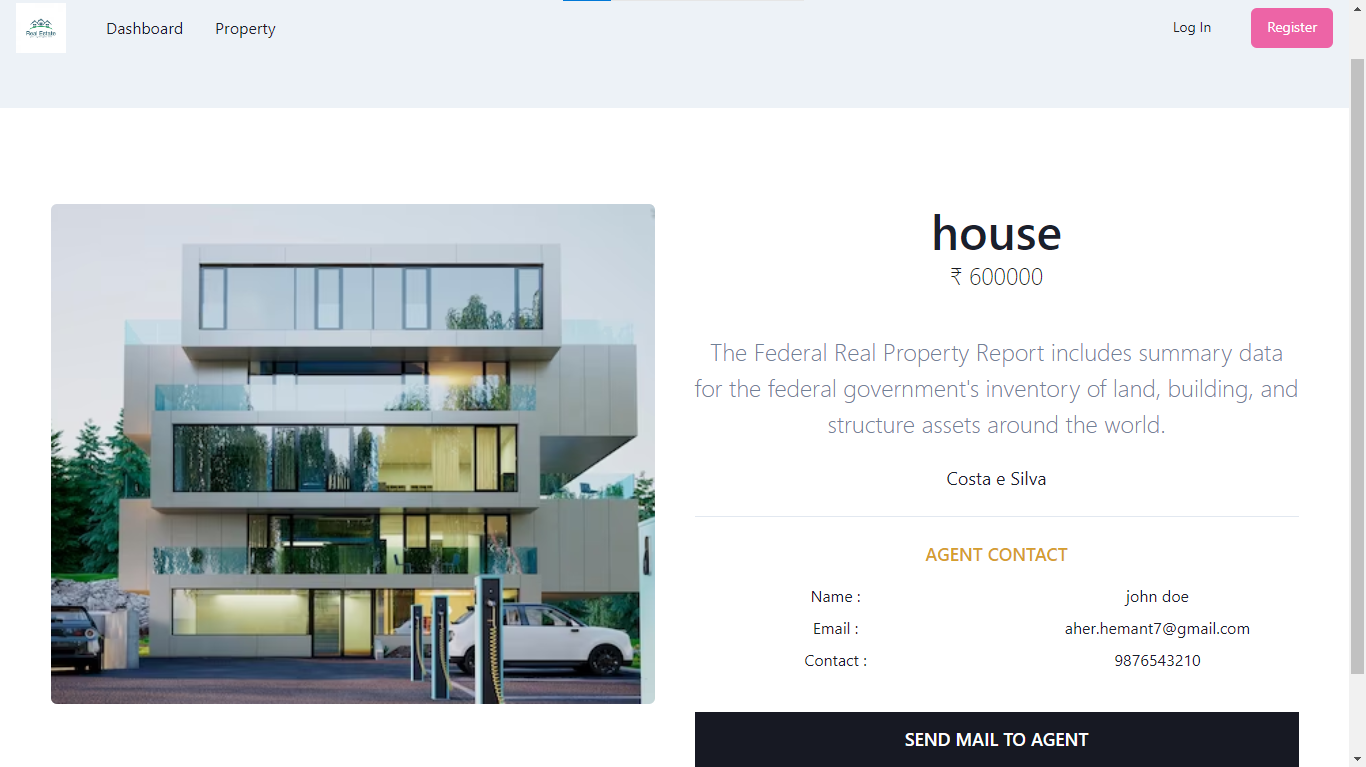 Real Estate
Dashboard
Property
Log In
Register
house
₹ 600000
The Federal Real Property Report includes summary data
for the federal government's inventory of land, building, and
structure assets around the world.
Costa e Silva
AGENT CONTACT
Name :
john doe
Email :
aher.hemant7@gmail.com
Contact :
9876543210
SEND MAIL TO AGENT